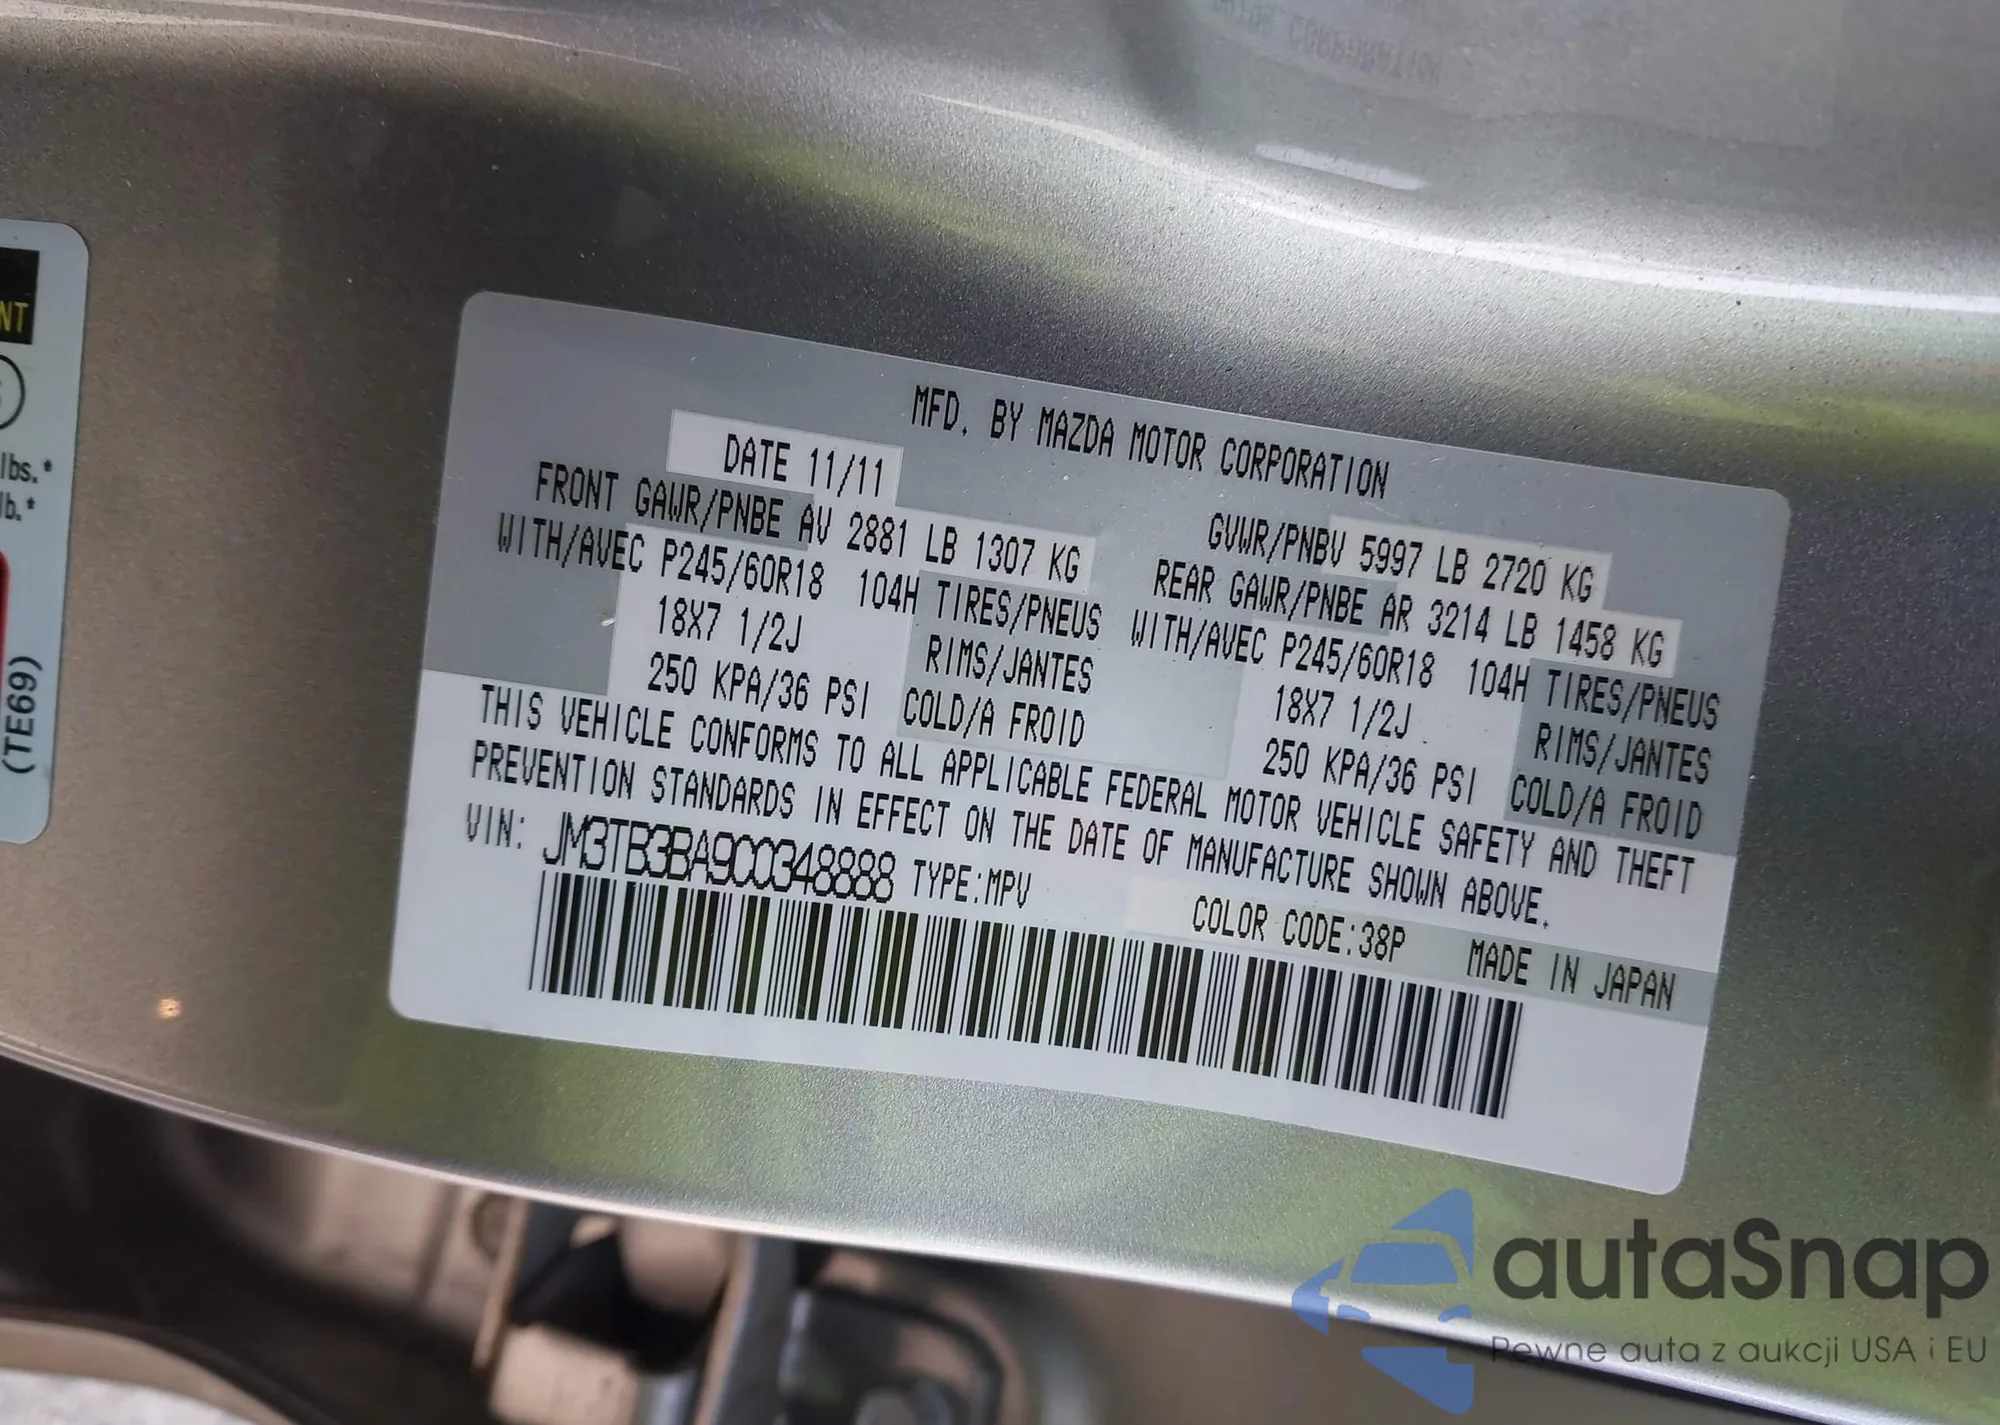 MFD. BY MAZDA MOTOR CORPORATION
DATE 11/11
GVWR/PNBV 5997 LB 2720 KG
FRONT GAWR/PNBE AV 2881 LB 1307 KG
REAR GAWR/PNBE AR 3214 LB 1458 KG
WITH/AVEC P245/60R18 104H TIRES/PNEUS
WITH/AVEC P245/60R18 104H TIRES/PNEUS
18X7 1/2J RIMS/JANTES
18X7 1/2J RIMS/JANTES
250 KPA/36 PSI COLD/A FROID
250 KPA/36 PSI COLD/A FROID
THIS VEHICLE CONFORMS TO ALL APPLICABLE FEDERAL MOTOR VEHICLE SAFETY AND THEFT
PREVENTION STANDARDS IN EFFECT ON THE DATE OF MANUFACTURE SHOWN ABOVE.
VIN: JM3TB3BA9C0348888 TYPE:MPV
COLOR CODE:38P MADE IN JAPAN
NT
lbs.*
lb.*
(TE69)
autaSnap
Pewne auta z aukcji USA i EU